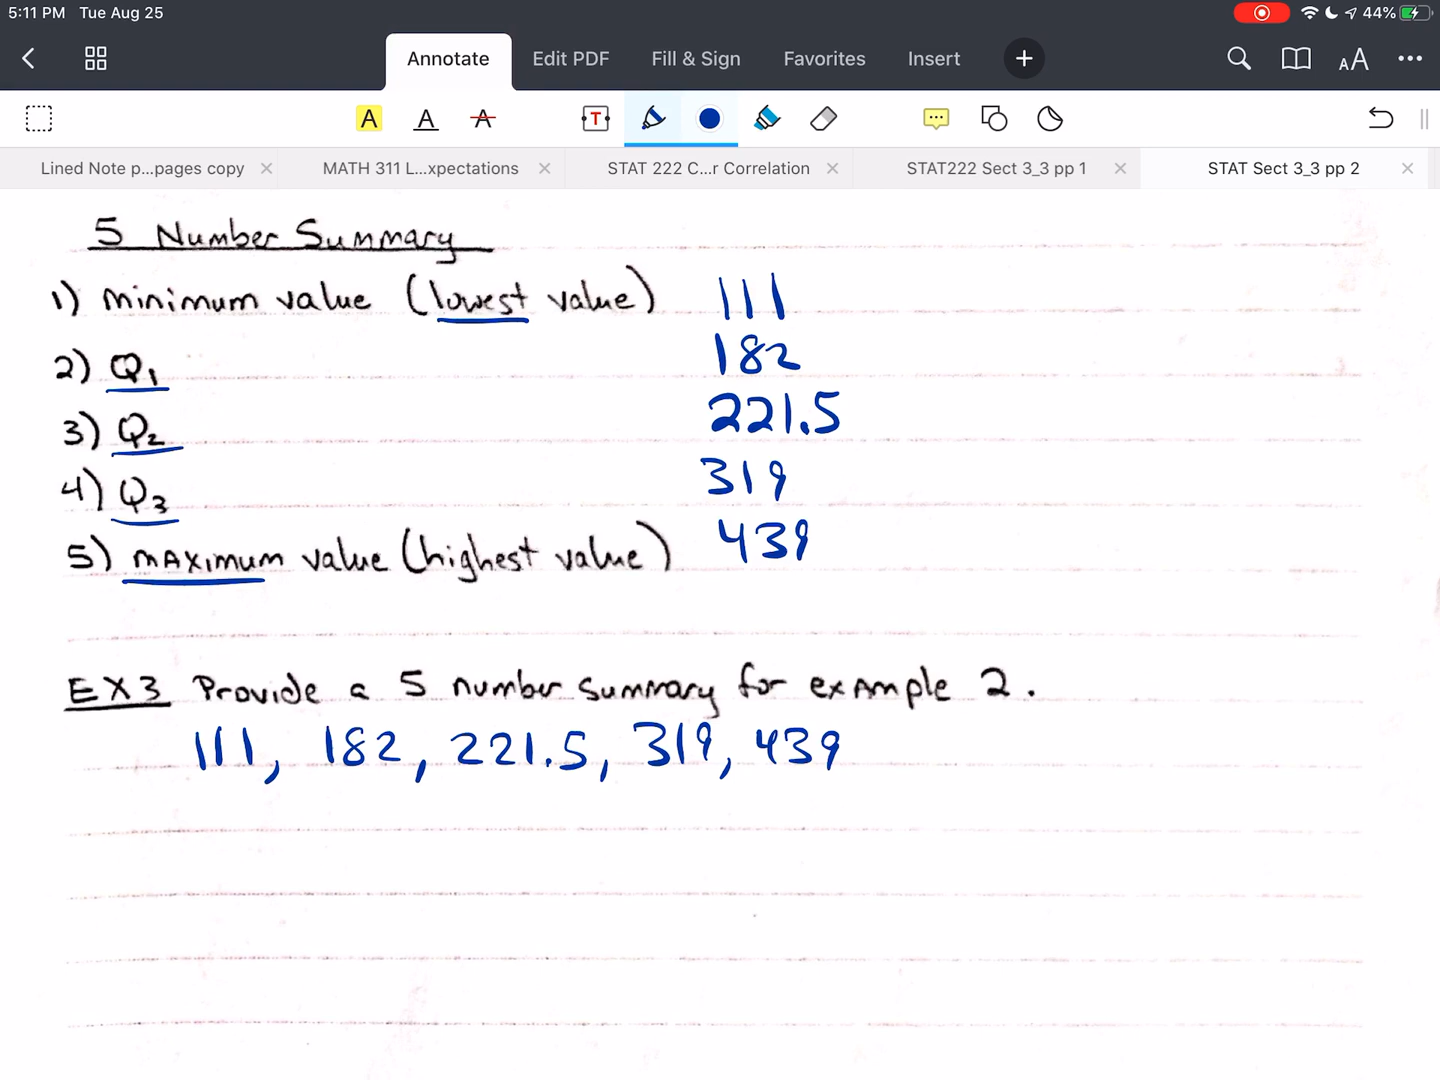 5:11 PM Tue Aug 25 44%
Annotate Edit PDF Fill & Sign Favorites Insert
A A A T AA
Lined Note p...pages copy MATH 311 L...xpectations STAT 222 C...r Correlation STAT222 Sect 3_3 pp 1 STAT Sect 3_3 pp 2
5 Number Summary
1) minimum value (lowest value) 111
2) Q1 182
3) Q2 221.5
4) Q3 319
5) mAximum value (highest value) 439
EX3 Provide a 5 number summary for example 2.
111, 182, 221.5, 319, 439